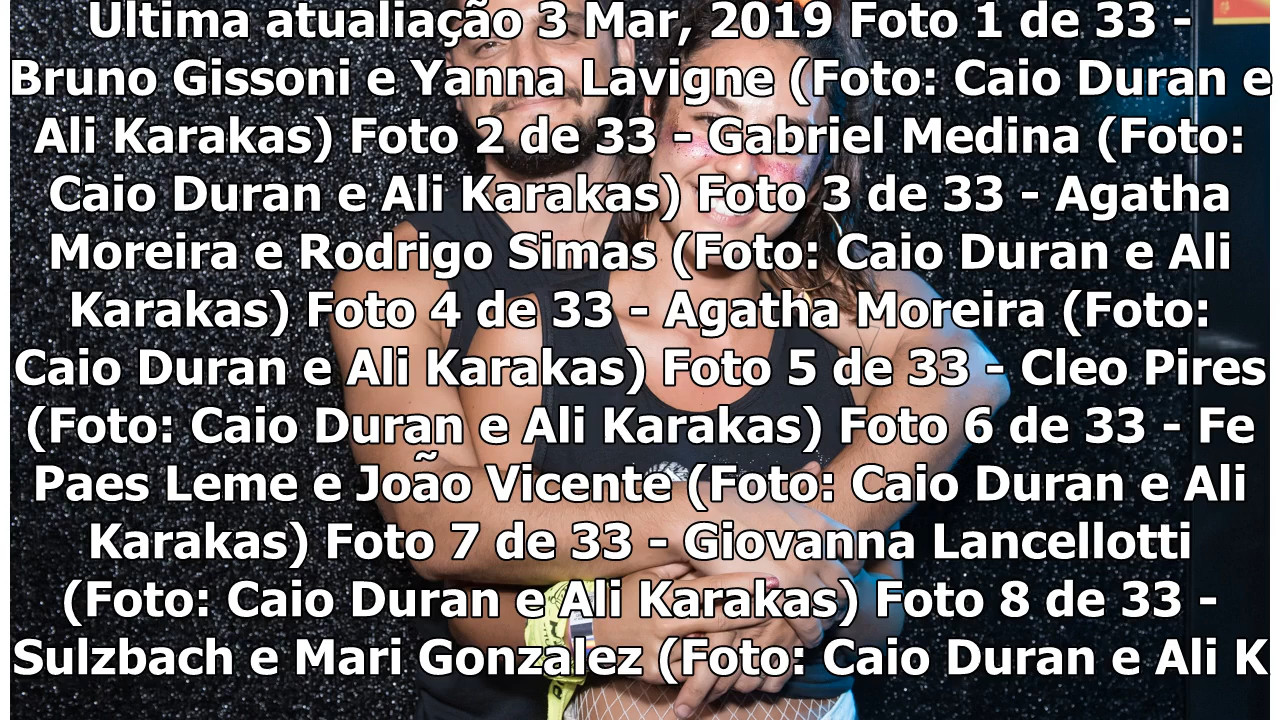 Última atualiação 3 Mar, 2019 Foto 1 de 33 -
Bruno Gissoni e Yanna Lavigne (Foto: Caio Duran e
Ali Karakas) Foto 2 de 33 - Gabriel Medina (Foto:
Caio Duran e Ali Karakas) Foto 3 de 33 - Agatha
Moreira e Rodrigo Simas (Foto: Caio Duran e Ali
Karakas) Foto 4 de 33 - Agatha Moreira (Foto:
Caio Duran e Ali Karakas) Foto 5 de 33 - Cleo Pires
(Foto: Caio Duran e Ali Karakas) Foto 6 de 33 - Fe
Paes Leme e João Vicente (Foto: Caio Duran e Ali
Karakas) Foto 7 de 33 - Giovanna Lancellotti
(Foto: Caio Duran e Ali Karakas) Foto 8 de 33 -
Sulzbach e Mari Gonzalez (Foto: Caio Duran e Ali K